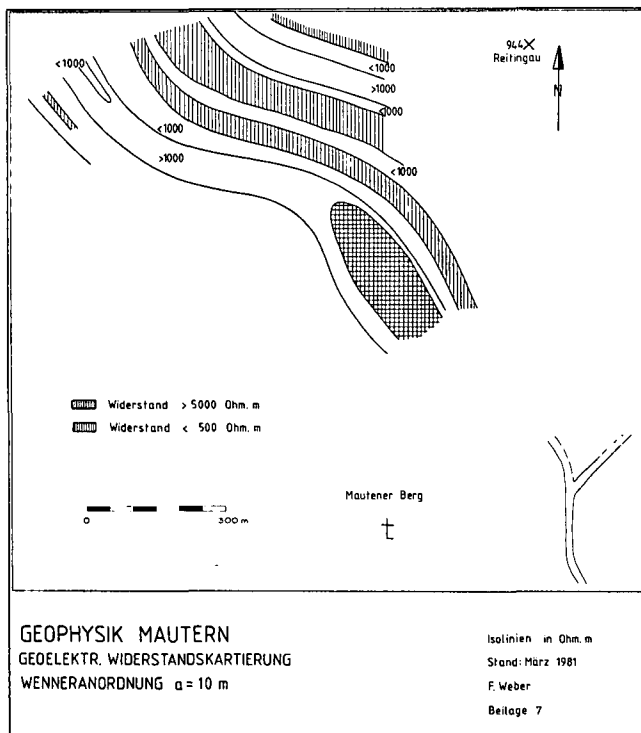 944
Reitingau
N
<1000
<1000
>1000
<1000
<1000
>1000
<1000
<1000
Widerstand > 5000 Ohm. m
Widerstand < 500 Ohm. m
0 300 m
Mautener Berg
GEOPHYSIK MAUTERN
GEOELEKTR. WIDERSTANDSKARTIERUNG
WENNERANORDNUNG a = 10 m
Isolinien in Ohm. m
Stand: März 1981
F. Weber
Beilage 7